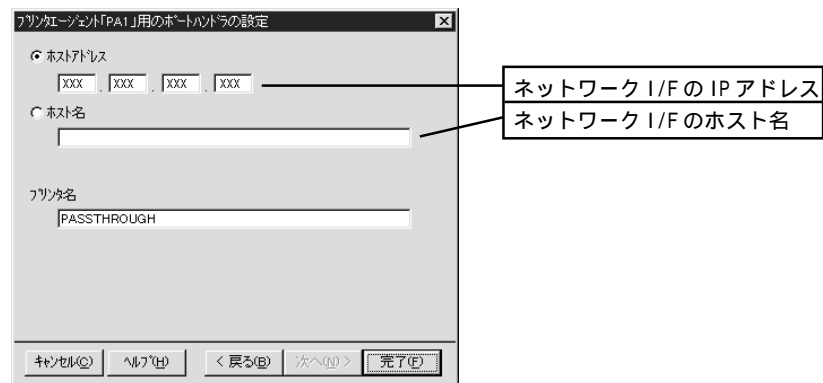 プリンタエージェント「PA1」用のポートハンドラの設定
ホストアドレス
XXX . XXX . XXX . XXX
ネットワーク I/F の IP アドレス
ホスト名
ネットワーク I/F のホスト名
プリンタ名
PASSTHROUGH
キャンセル(C) ヘルプ(H) < 戻る(B) 次へ(N) > 完了(F)